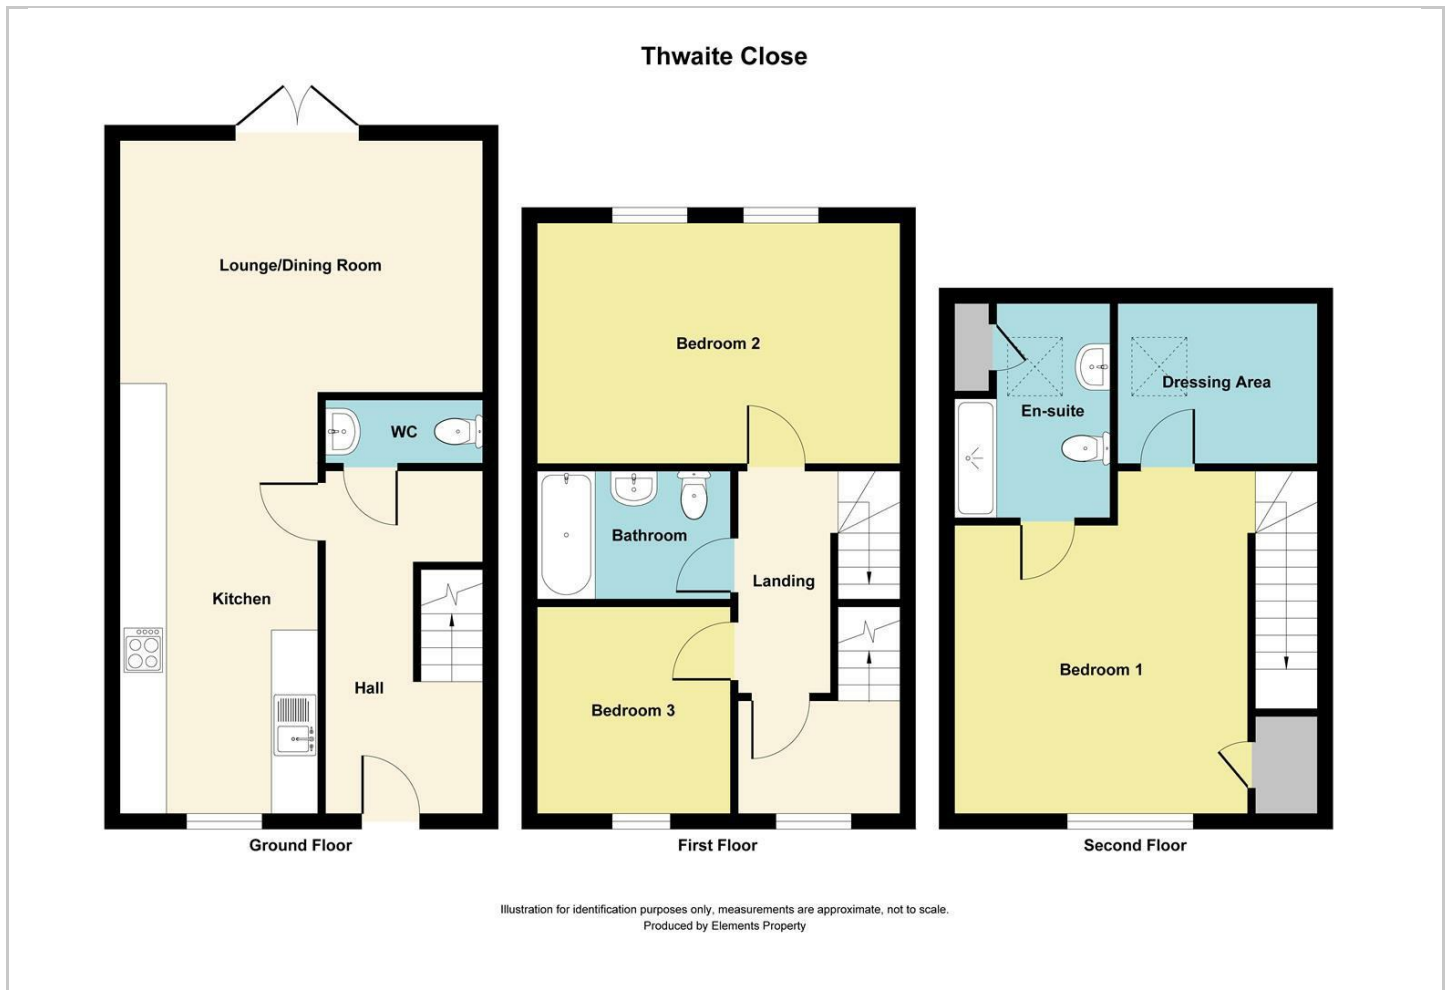 Thwaite Close
Lounge/Dining Room
WC
Kitchen
Hall
Ground Floor
Bedroom 2
Bathroom
Landing
Bedroom 3
First Floor
En-suite
Dressing Area
Bedroom 1
Second Floor
Illustration for identification purposes only, measurements are approximate, not to scale.
Produced by Elements Property